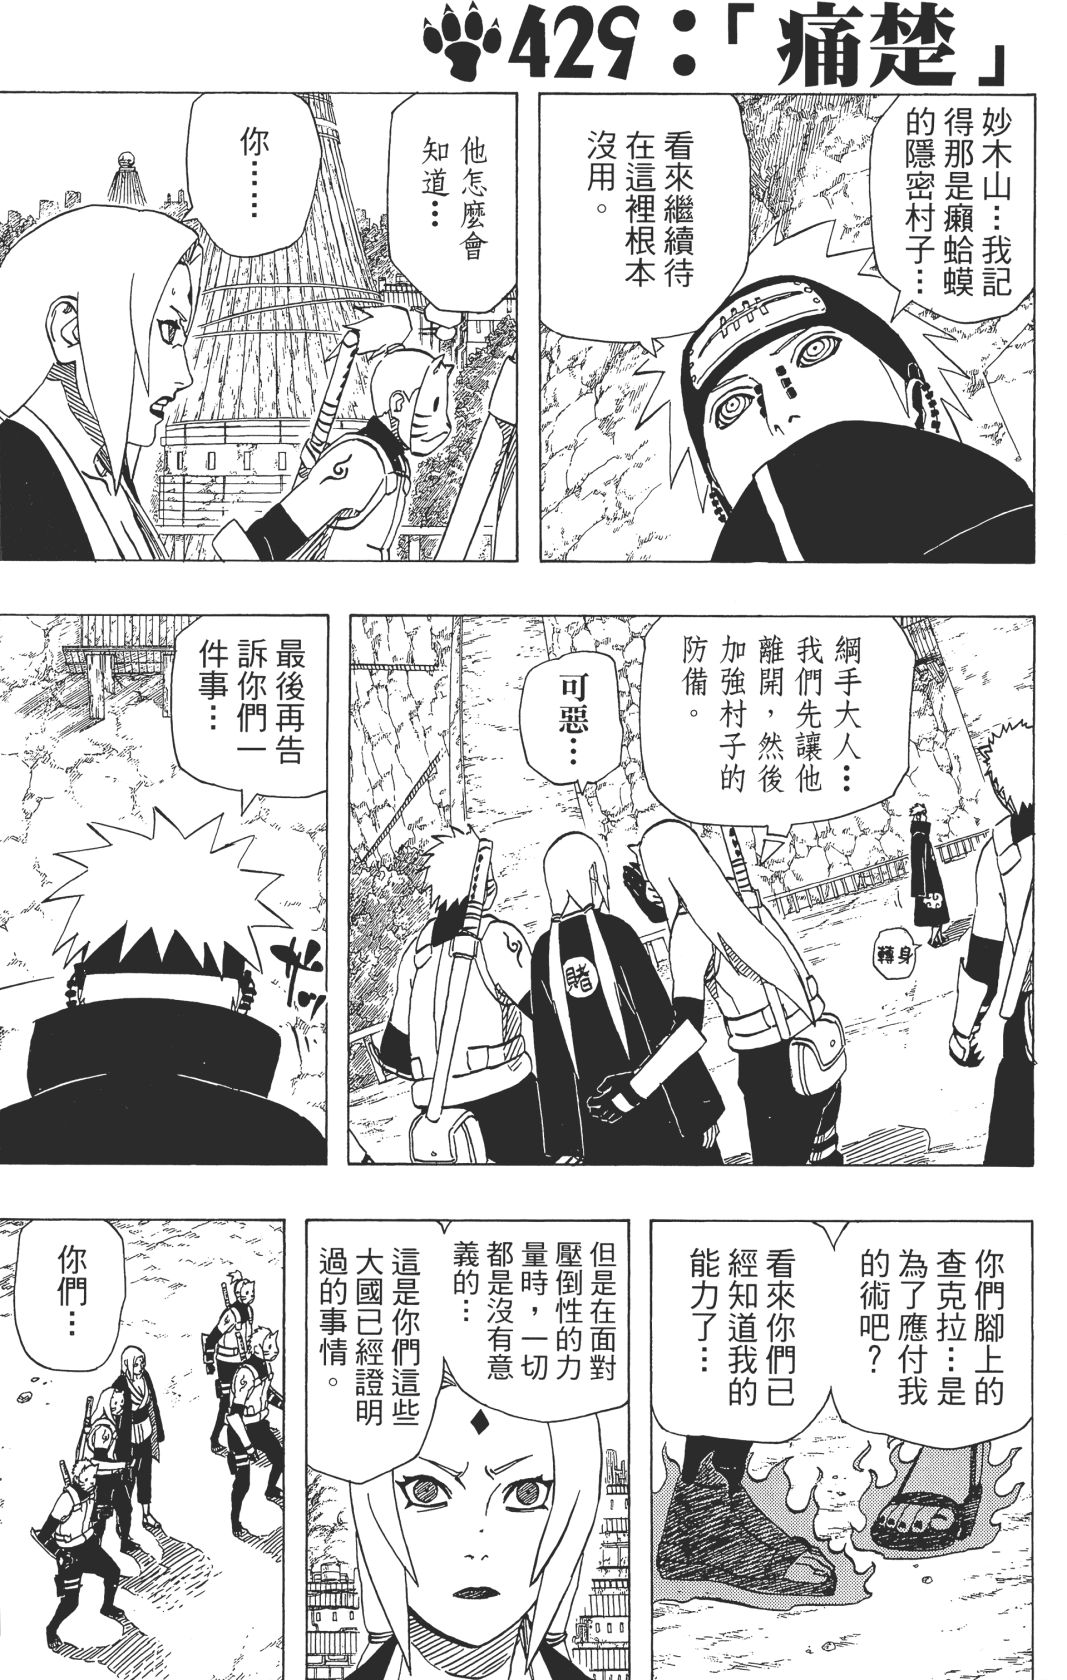 429：「痛楚」
妙木山…我記
得那是癩蛤蟆
的隱密村子…
看來繼續待
在這裡根本
沒用。
他怎麼會
知道…
你……
綱手大人…
我們先讓他
離開，然後
加強村子的
防備。
可惡…
轉身
賭
最後再告
訴你們一
件事…
你們腳上的
查克拉…是
為了應付我
的術吧？
看來你們已
經知道我的
能力了…
但是在面對
壓倒性的力
量時，一切
都是沒有意
義的…
這是你們這些
大國已經證明
過的事情。
你們…